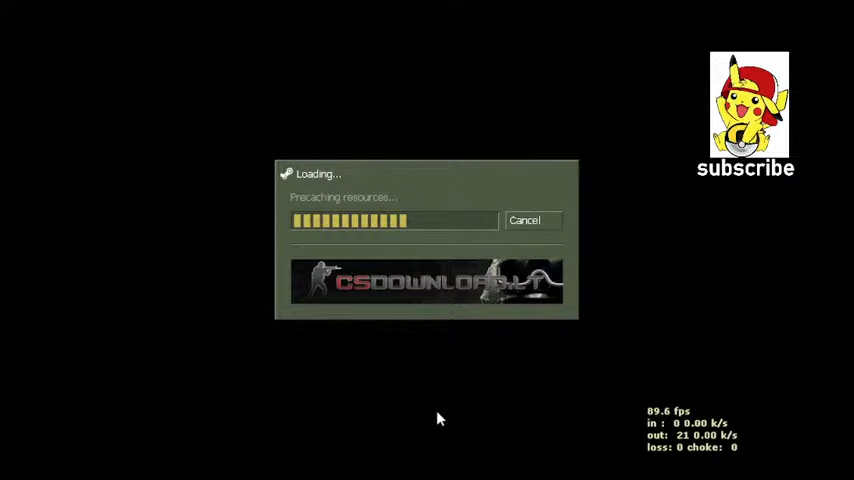 Loading...
Precaching resources...
Cancel
CSDOWNLOAD.LT
subscribe
89.6 fps
in : 0 0.00 k/s
out: 21 0.00 k/s
loss: 0 choke: 0